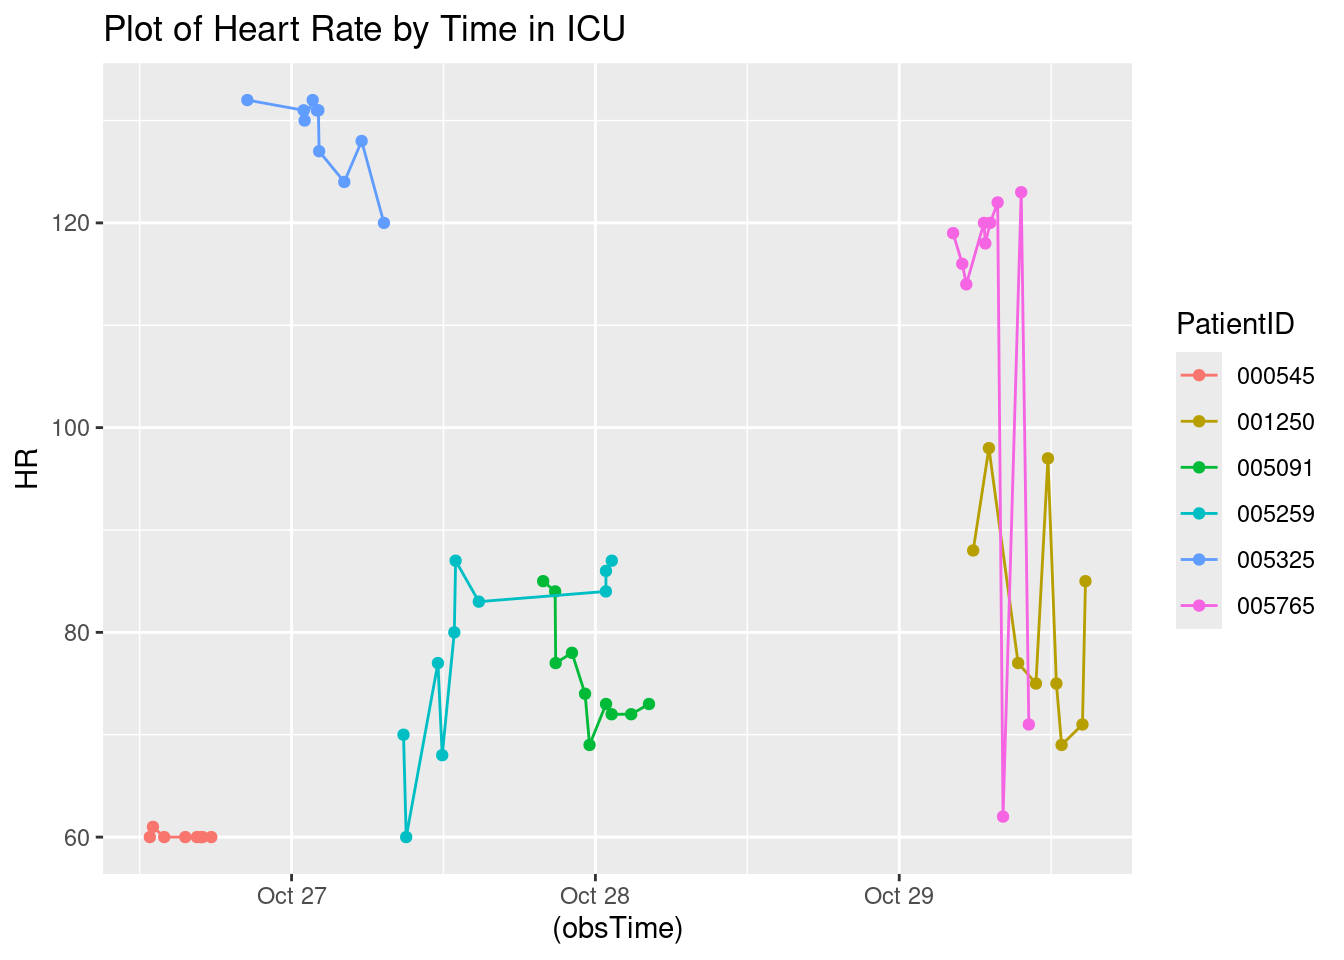 Plot of Heart Rate by Time in ICU
120
100
80
60
HR
Oct 27
Oct 28
Oct 29
(obsTime)
PatientID
000545
001250
005091
005259
005325
005765